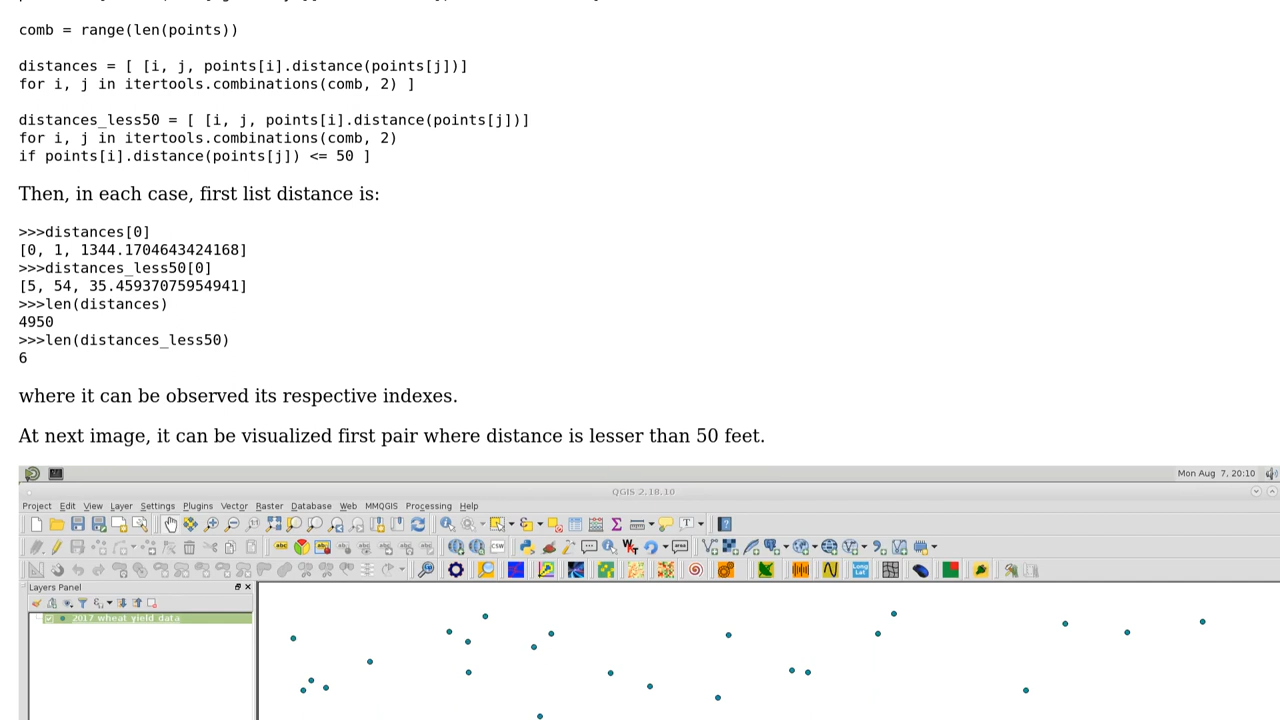 comb = range(len(points))
distances = [ [i, j, points[i].distance(points[j])]
for i, j in itertools.combinations(comb, 2) ]
distances_less50 = [ [i, j, points[i].distance(points[j])]
for i, j in itertools.combinations(comb, 2)
if points[i].distance(points[j]) <= 50 ]
Then, in each case, first list distance is:
>>>distances[0]
[0, 1, 1344.1704643424168]
>>>distances_less50[0]
[5, 54, 35.45937075954941]
>>>len(distances)
4950
>>>len(distances_less50)
6
where it can be observed its respective indexes.
At next image, it can be visualized first pair where distance is lesser than 50 feet.
Mon Aug 7, 20:10
QGIS 2.18.10
Project Edit View Layer Settings Plugins Vector Raster Database Web MMQGIS Processing Help
Layers Panel
2017 wheat yield data